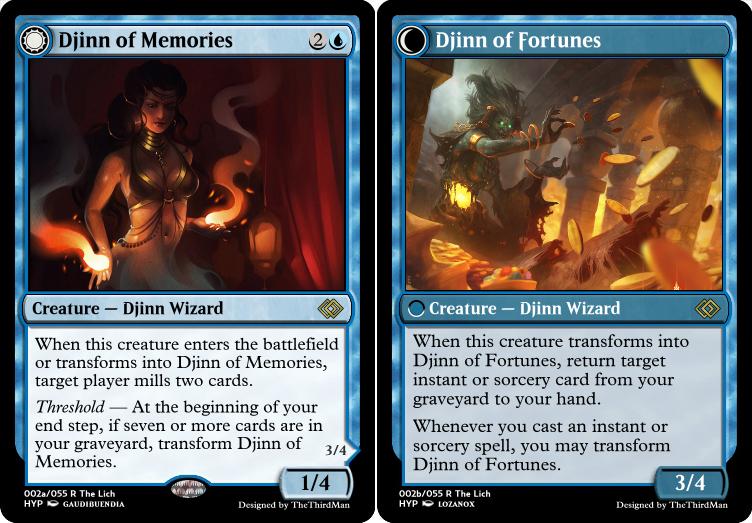 Djinn of Memories
2
When this creature enters the battlefield
or transforms into Djinn of Memories,
target player mills two cards.
Threshold — At the beginning of your
end step, if seven or more cards are in
your graveyard, transform Djinn of
Memories.
3/4
1/4
Creature — Djinn Wizard
002a/055 R The Lich
HYP GAUDIBUENDIA
Designed by TheThirdMan
Djinn of Fortunes
Creature — Djinn Wizard
When this creature transforms into
Djinn of Fortunes, return target
instant or sorcery card from your
graveyard to your hand.
Whenever you cast an instant or
sorcery spell, you may transform
Djinn of Fortunes.
3/4
002b/055 R The Lich
HYP LOZANOX
Designed by TheThirdMan